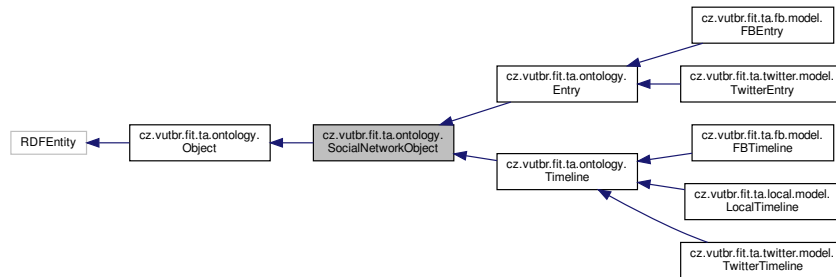 RDFEntity
cz.vutbr.fit.ta.ontology.
Object
cz.vutbr.fit.ta.ontology.
SocialNetworkObject
cz.vutbr.fit.ta.ontology.
Entry
cz.vutbr.fit.ta.ontology.
Timeline
cz.vutbr.fit.ta.fb.model.
FBEntry
cz.vutbr.fit.ta.twitter.model.
TwitterEntry
cz.vutbr.fit.ta.fb.model.
FBTimeline
cz.vutbr.fit.ta.local.model.
LocalTimeline
cz.vutbr.fit.ta.twitter.model.
TwitterTimeline